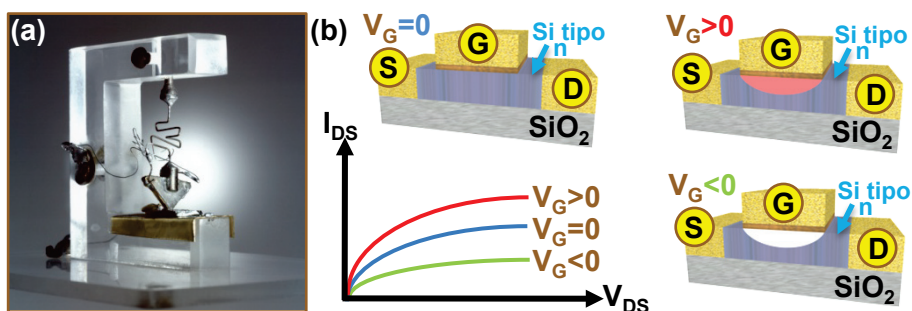 (a)
(b)
V_G=0
Si tipo
n
S
G
D
SiO₂
V_G>0
Si tipo
n
S
G
D
SiO₂
I_DS
V_G>0
V_G=0
V_G<0
V_DS
V_G<0
Si tipo
n
S
G
D
SiO₂